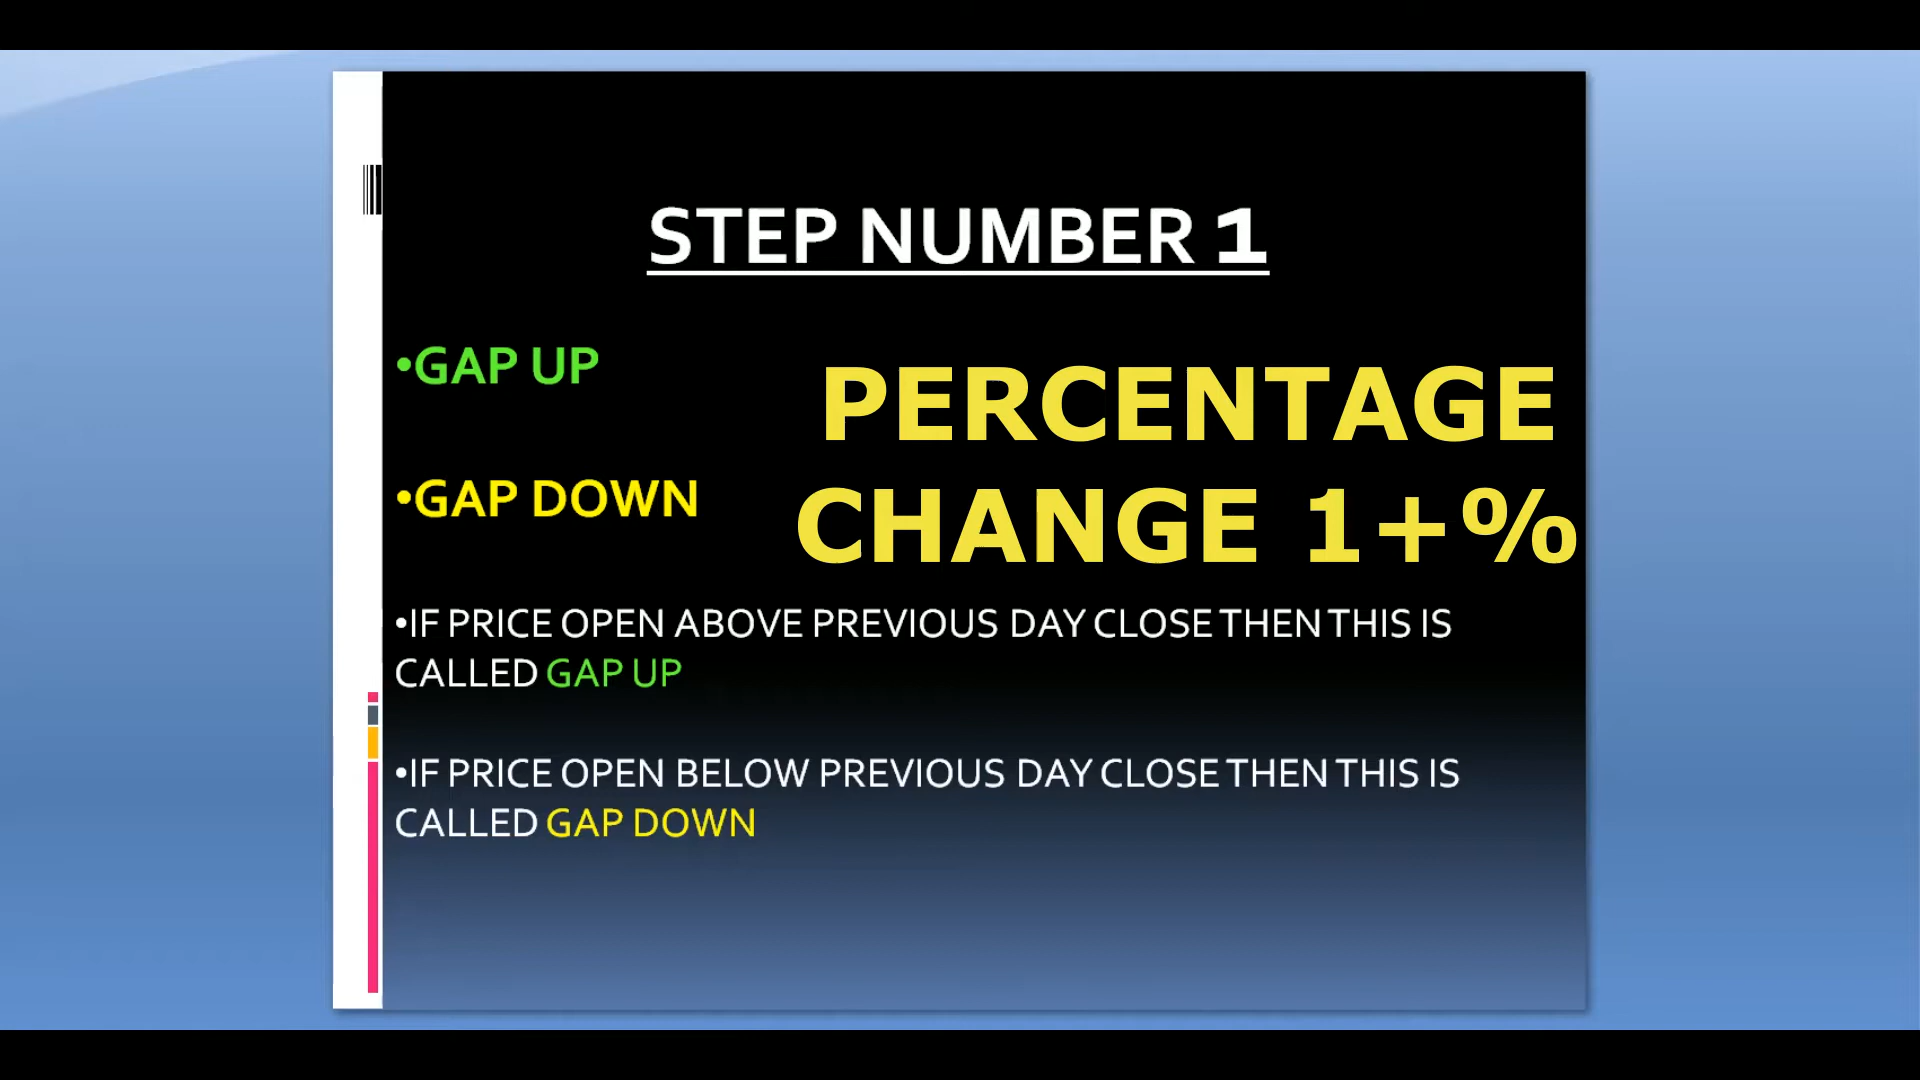 STEP NUMBER 1
•GAP UP
PERCENTAGE
CHANGE 1+%
•GAP DOWN
•IF PRICE OPEN ABOVE PREVIOUS DAY CLOSE THEN THIS IS
CALLED GAP UP
•IF PRICE OPEN BELOW PREVIOUS DAY CLOSE THEN THIS IS
CALLED GAP DOWN